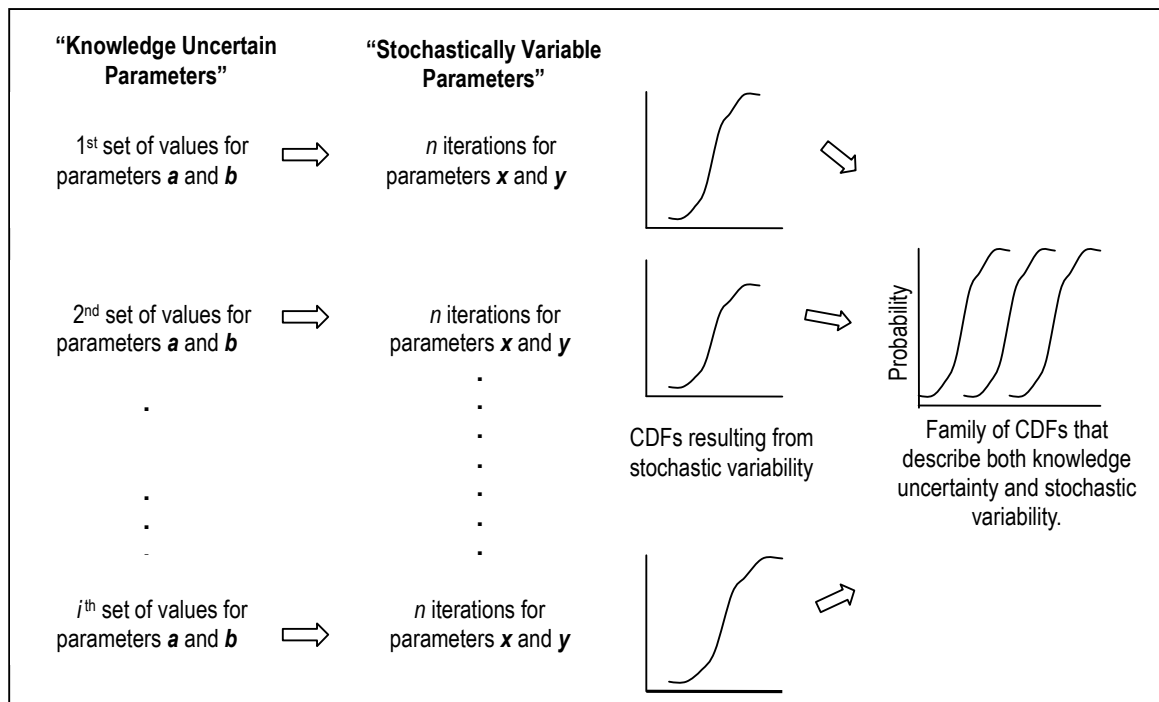 “Knowledge Uncertain
Parameters”
“Stochastically Variable
Parameters”
1st set of values for
parameters a and b
n iterations for
parameters x and y
2nd set of values for
parameters a and b
n iterations for
parameters x and y
CDFs resulting from
stochastic variability
Probability
Family of CDFs that
describe both knowledge
uncertainty and stochastic
variability.
ith set of values for
parameters a and b
n iterations for
parameters x and y